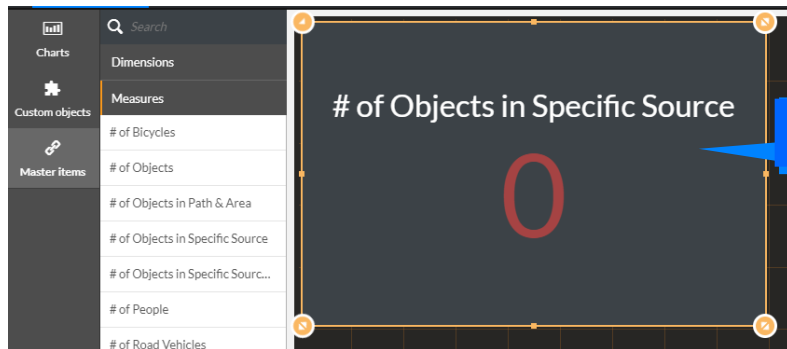 Charts
Custom objects
Master items
Search
Dimensions
Measures
# of Bicycles
# of Objects
# of Objects in Path & Area
# of Objects in Specific Source
# of Objects in Specific Sourc...
# of People
# of Road Vehicles
# of Objects in Specific Source
0